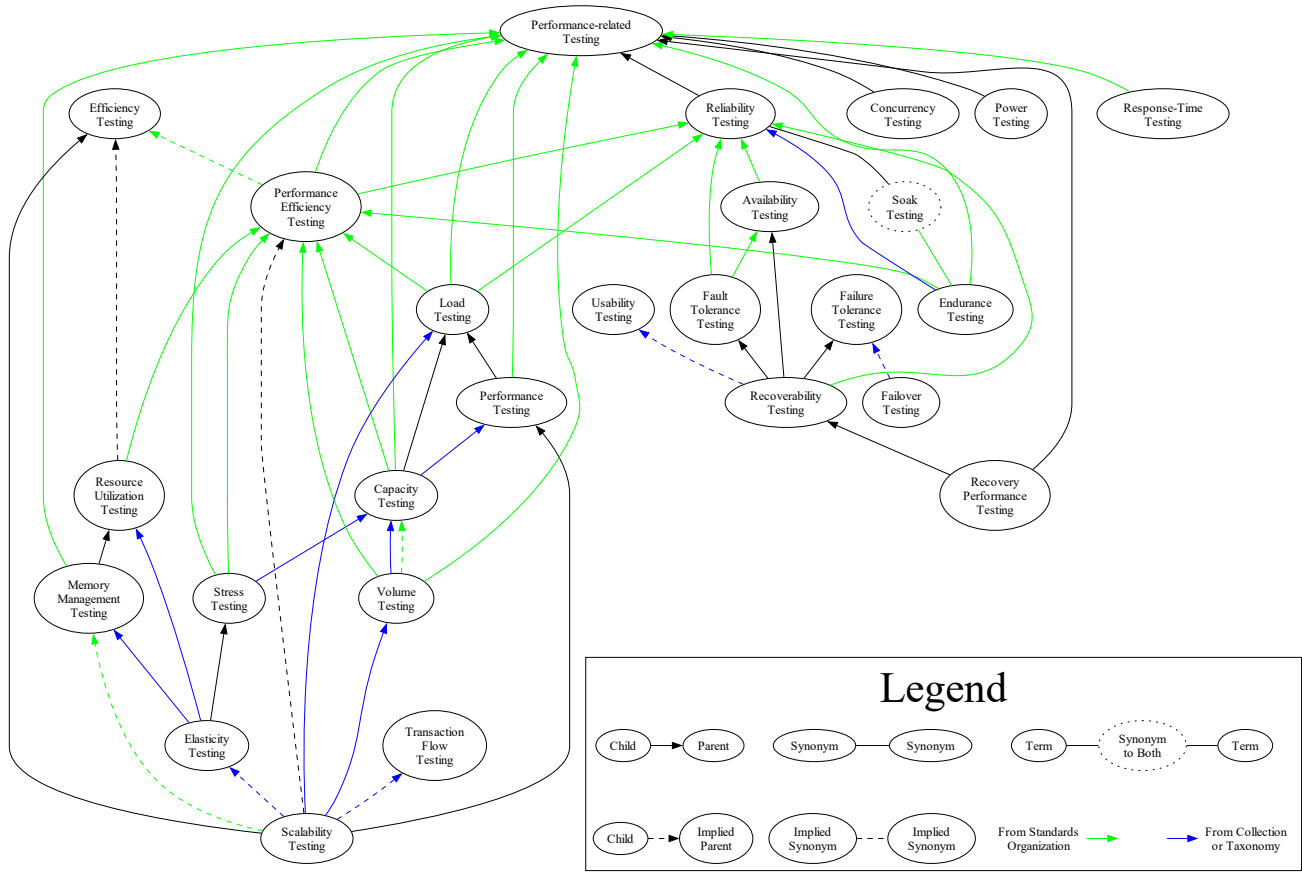 Performance-related
Testing
Efficiency
Testing
Reliability
Testing
Concurrency
Testing
Power
Testing
Response-Time
Testing
Performance
Efficiency
Testing
Availability
Testing
Soak
Testing
Load
Testing
Usability
Testing
Fault
Tolerance
Testing
Failure
Tolerance
Testing
Endurance
Testing
Performance
Testing
Recoverability
Testing
Failover
Testing
Resource
Utilization
Testing
Capacity
Testing
Recovery
Performance
Testing
Memory
Management
Testing
Stress
Testing
Volume
Testing
Elasticity
Testing
Transaction
Flow
Testing
Scalability
Testing
Legend
Child
Parent
Synonym
Synonym
Term
Synonym
to Both
Term
Child
Implied
Parent
Implied
Synonym
Implied
Synonym
From Standards
Organization
From Collection
or Taxonomy